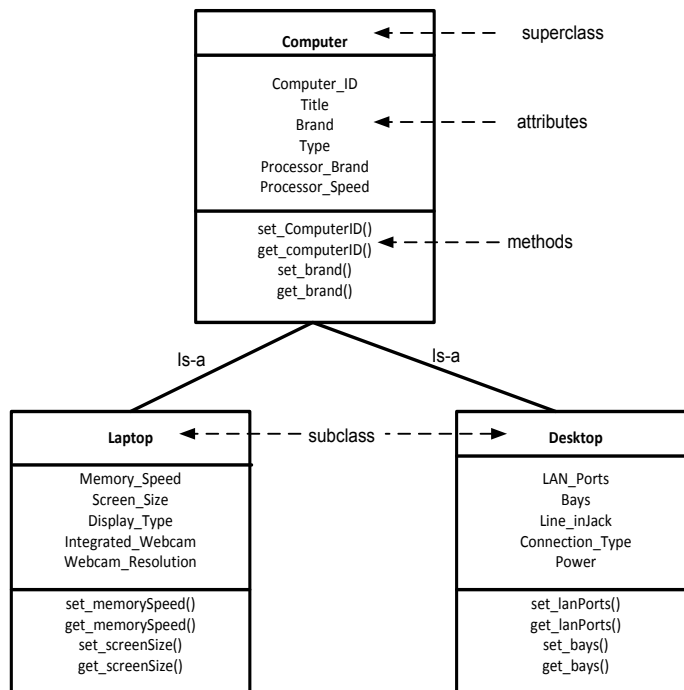 Computer
superclass
Computer_ID
Title
Brand
attributes
Type
Processor_Brand
Processor_Speed
set_ComputerID()
get_computerID()
methods
set_brand()
get_brand()
Is-a
Is-a
Laptop
subclass
Desktop
Memory_Speed
Screen_Size
Display_Type
Integrated_Webcam
Webcam_Resolution
LAN_Ports
Bays
Line_inJack
Connection_Type
Power
set_memorySpeed()
get_memorySpeed()
set_screenSize()
get_screenSize()
set_lanPorts()
get_lanPorts()
set_bays()
get_bays()